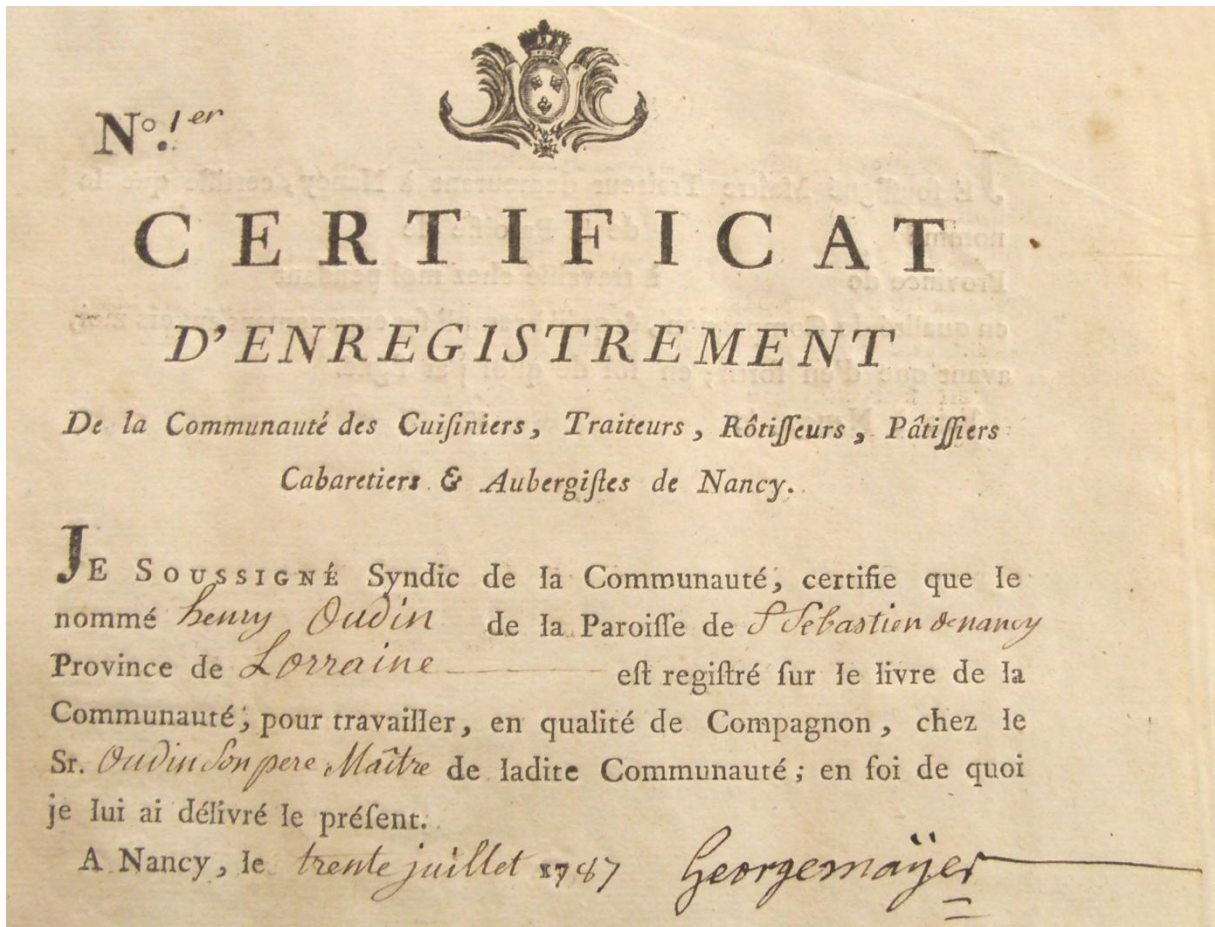 N°. 1er
CERTIFICAT
D'ENREGISTREMENT
De la Communauté des Cuiſiniers, Traiteurs, Rôtiſſeurs, Pâtiſſiers
Cabaretiers & Aubergiſtes de Nancy.
JE SOUSSIGNÉ Syndic de la Communauté, certifie que le
nommé henry Oudin de la Paroiſſe de S Sebastien de nancy
Province de Lorraine est regiſtré ſur le livre de la
Communauté; pour travailler, en qualité de Compagnon, chez le
Sr. Oudin Son pere Maître de ladite Communauté; en foi de quoi
je lui ai délivré le préſent.
A Nancy, le trente juillet 1787 Georgemaÿer